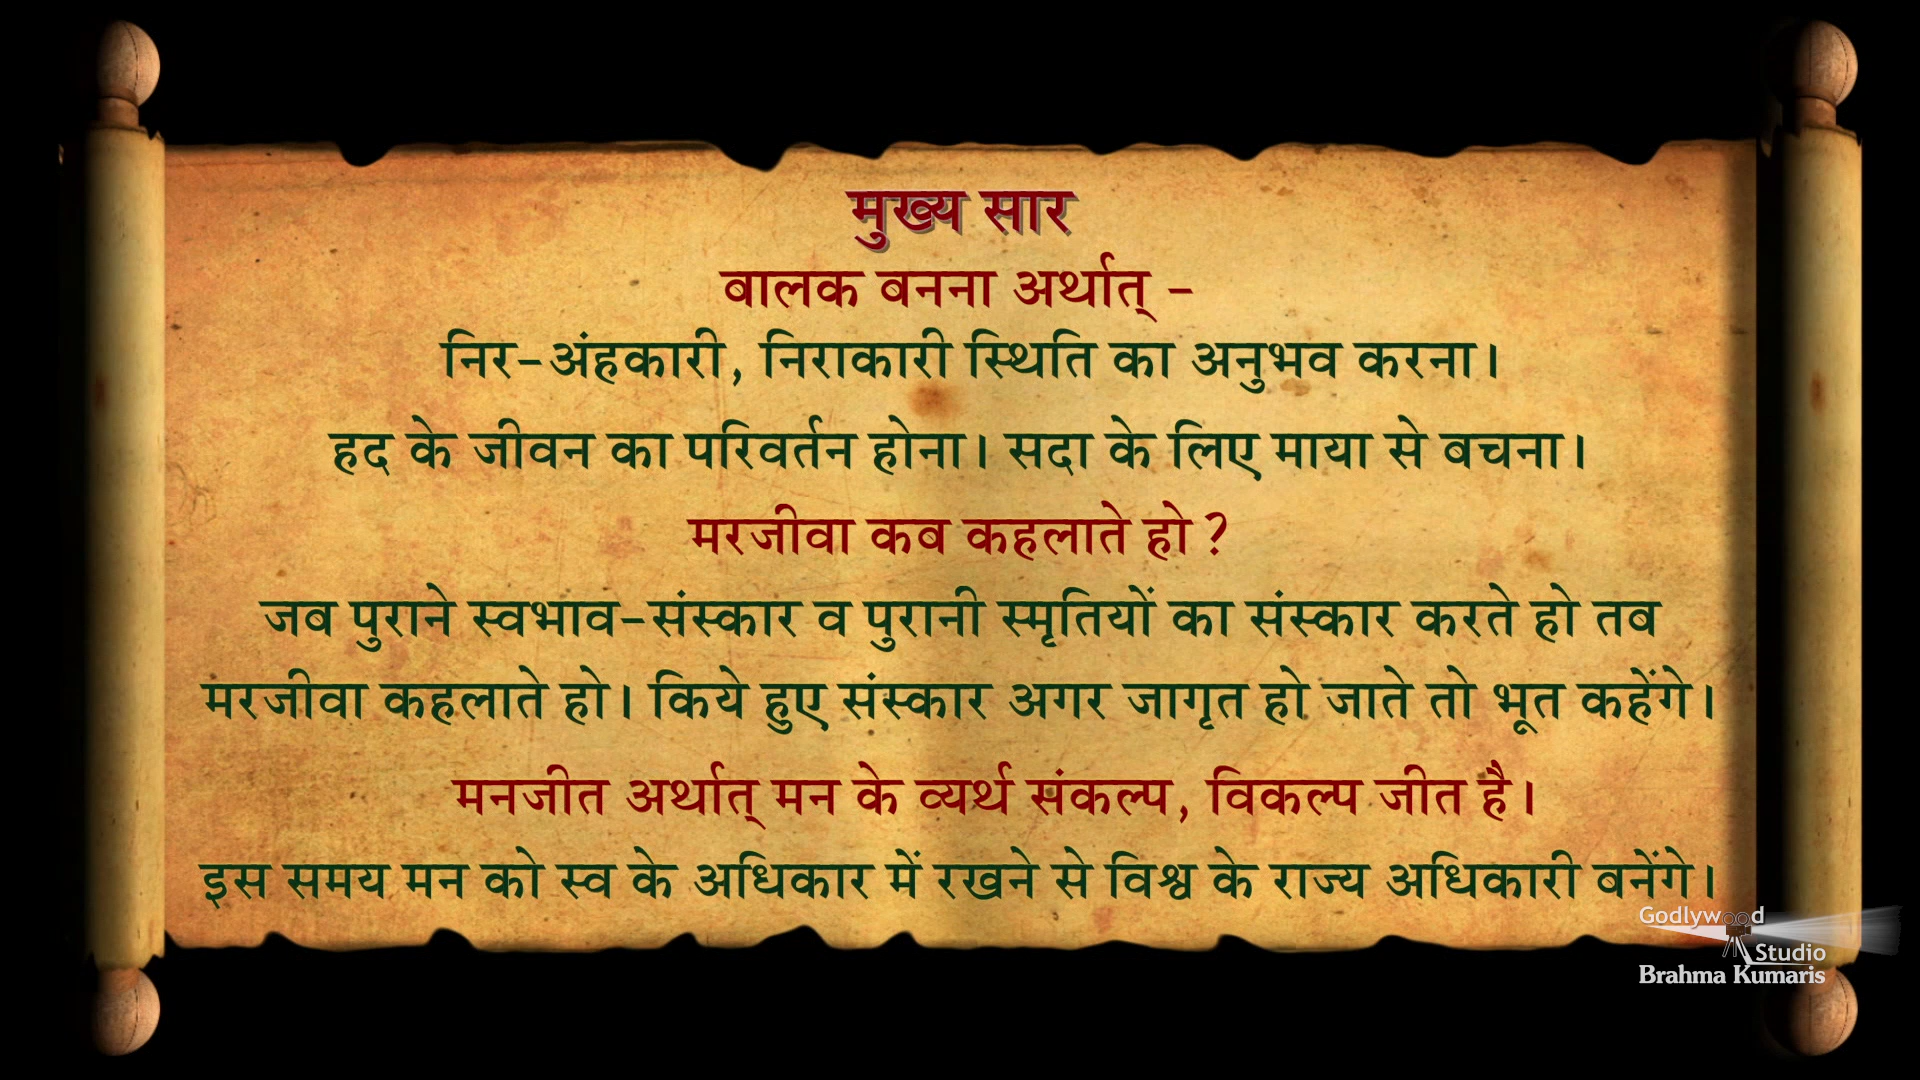 मुख्य सार
बालक बनना अर्थात् -
निर-अंहकारी, निराकारी स्थिति का अनुभव करना।
हद के जीवन का परिवर्तन होना। सदा के लिए माया से बचना।
मरजीवा कब कहलाते हो ?
जब पुराने स्वभाव-संस्कार व पुरानी स्मृतियों का संस्कार करते हो तब
मरजीवा कहलाते हो। किये हुए संस्कार अगर जागृत हो जाते तो भूत कहेंगे।
मनजीत अर्थात् मन के व्यर्थ संकल्प, विकल्प जीत है।
इस समय मन को स्व के अधिकार में रखने से विश्व के राज्य अधिकारी बनेंगे।
Godlywood
Studio
Brahma Kumaris